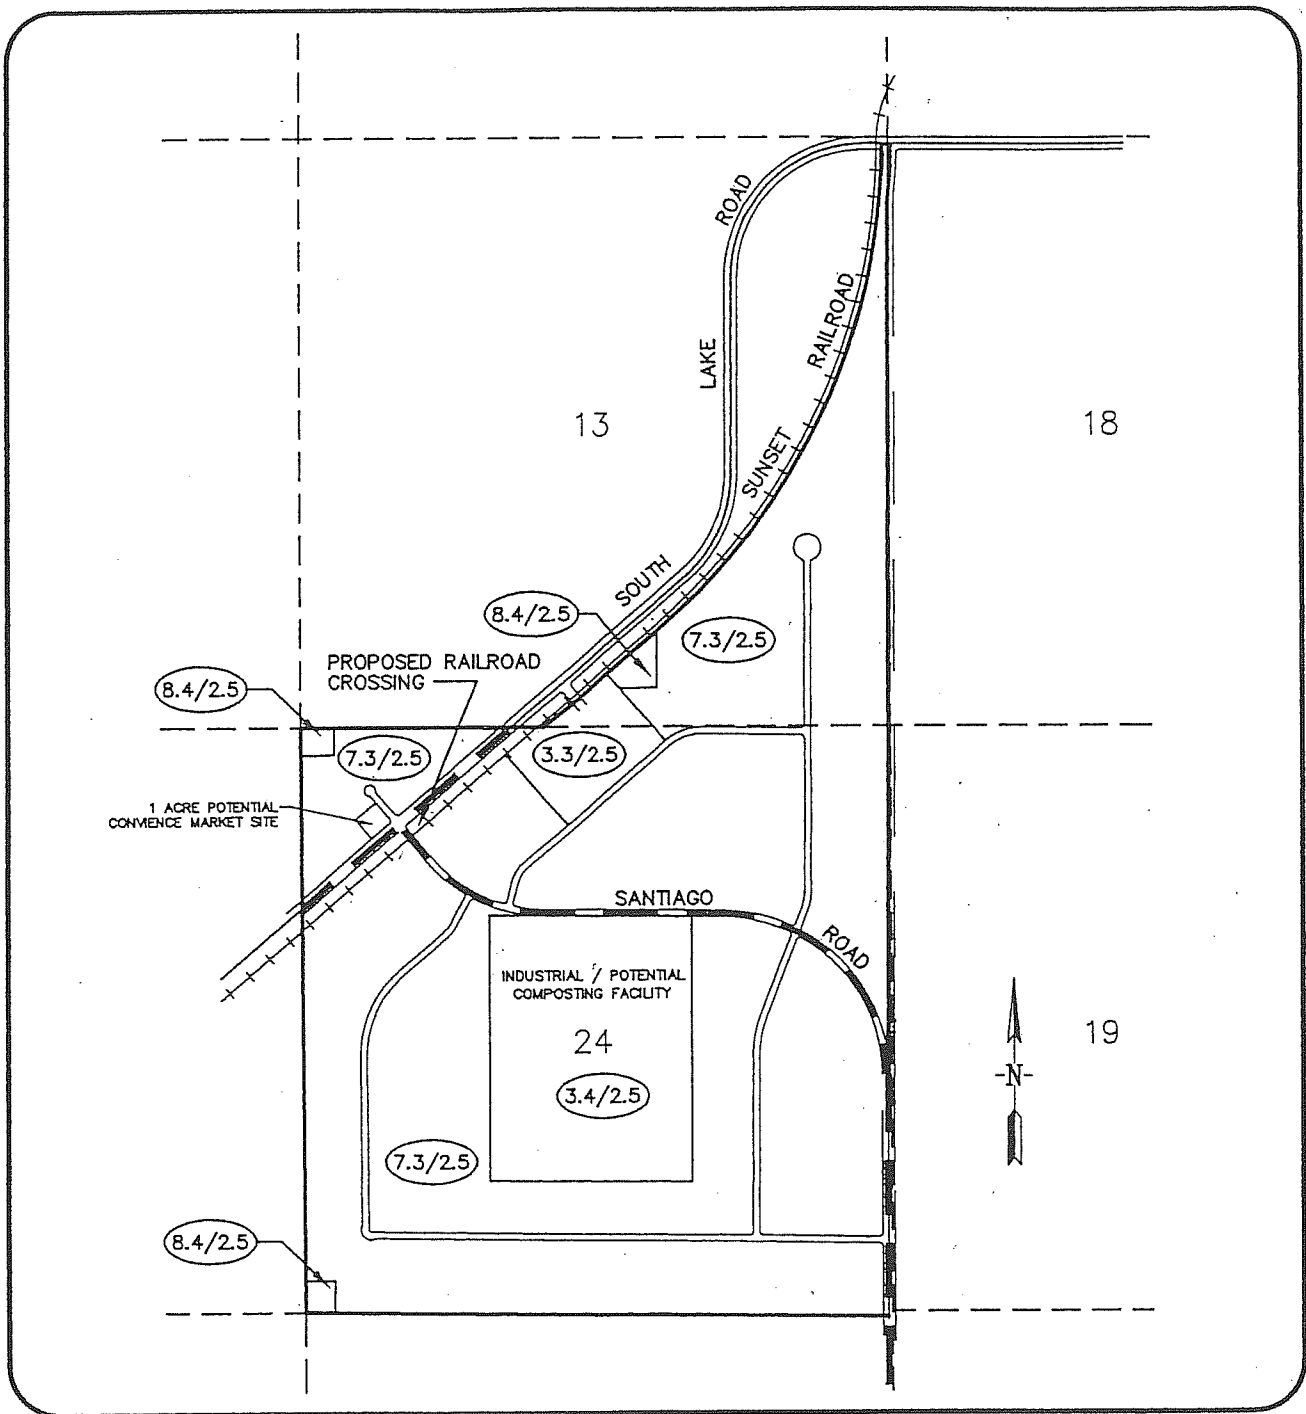 ROAD
LAKE
SOUTH
SUNSET
RAILROAD
13
18
8.4/2.5
7.3/2.5
PROPOSED RAILROAD
CROSSING
8.4/2.5
7.3/2.5
3.3/2.5
1 ACRE POTENTIAL
CONVIENCE MARKET SITE
SANTIAGO
ROAD
INDUSTRIAL / POTENTIAL
COMPOSTING FACILITY
24
3.4/2.5
19
-N-
7.3/2.5
8.4/2.5